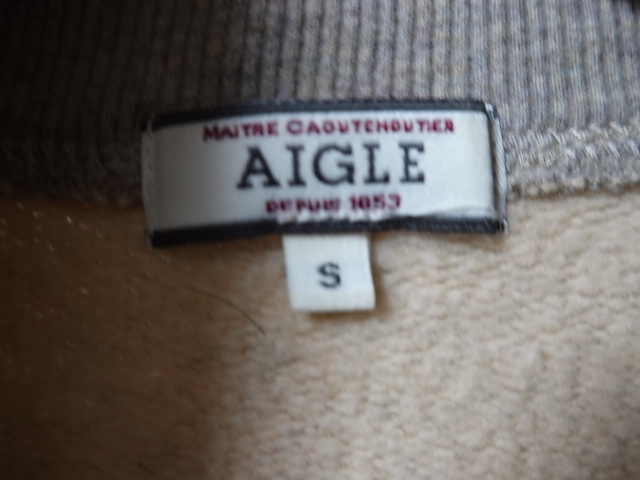 MAITRE CAOUTCHOUTIER
AIGLE
DEPUIS 1853
S